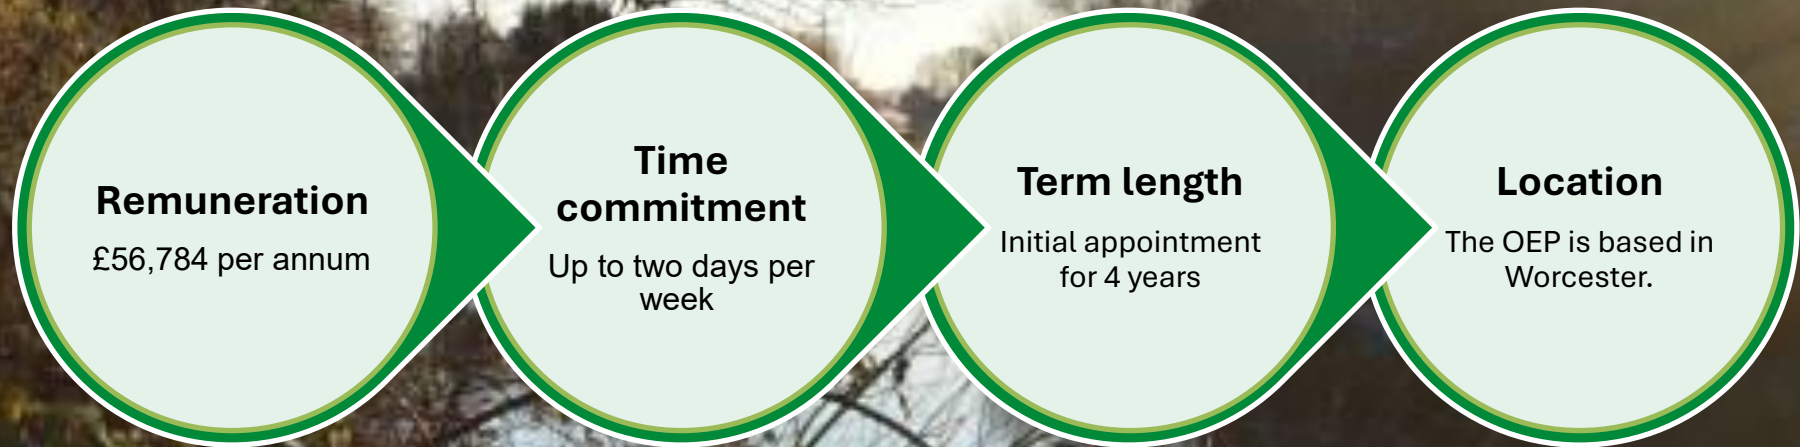 Remuneration
£56,784 per annum
Time
commitment
Up to two days per
week
Term length
Initial appointment
for 4 years
Location
The OEP is based in
Worcester.